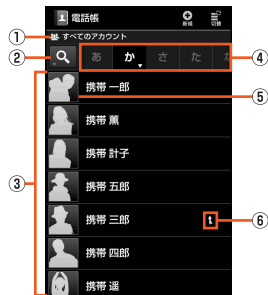 電話帳 新規 切替
① すべてのアカウント
② あ か さ た な ④
携帯 一郎 ⑤
携帯 薫
③ 携帯 計子
携帯 五郎
携帯 三郎 t ⑥
携帯 四郎
携帯 遥